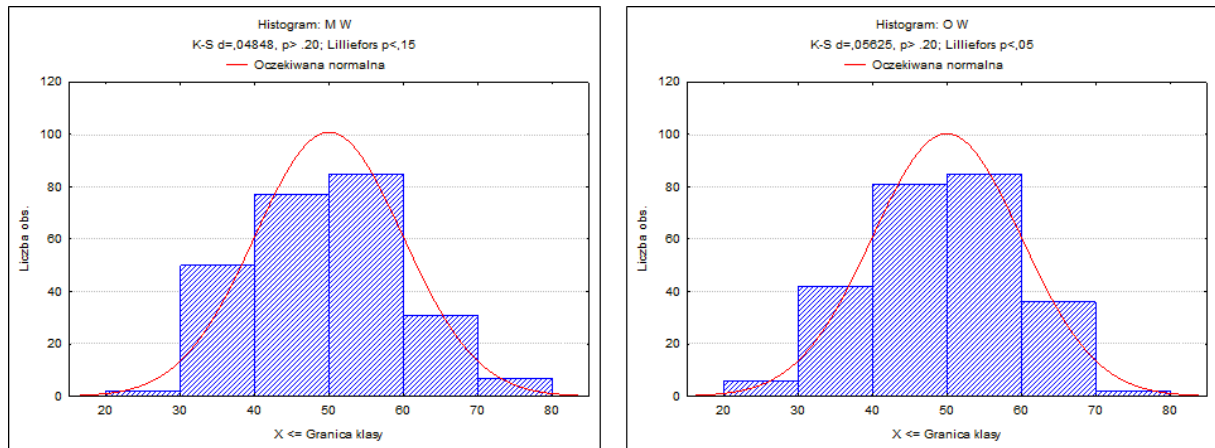 Histogram: M W
K-S d=,04848, p> .20; Lilliefors p<,15
Oczekiwana normalna
120
100
80
60
40
20
0
Liczba obs.
20 30 40 50 60 70 80
X <= Granica klasy
Histogram: O W
K-S d=,05625, p> .20; Lilliefors p<,05
Oczekiwana normalna
120
100
80
60
40
20
0
Liczba obs.
20 30 40 50 60 70 80
X <= Granica klasy